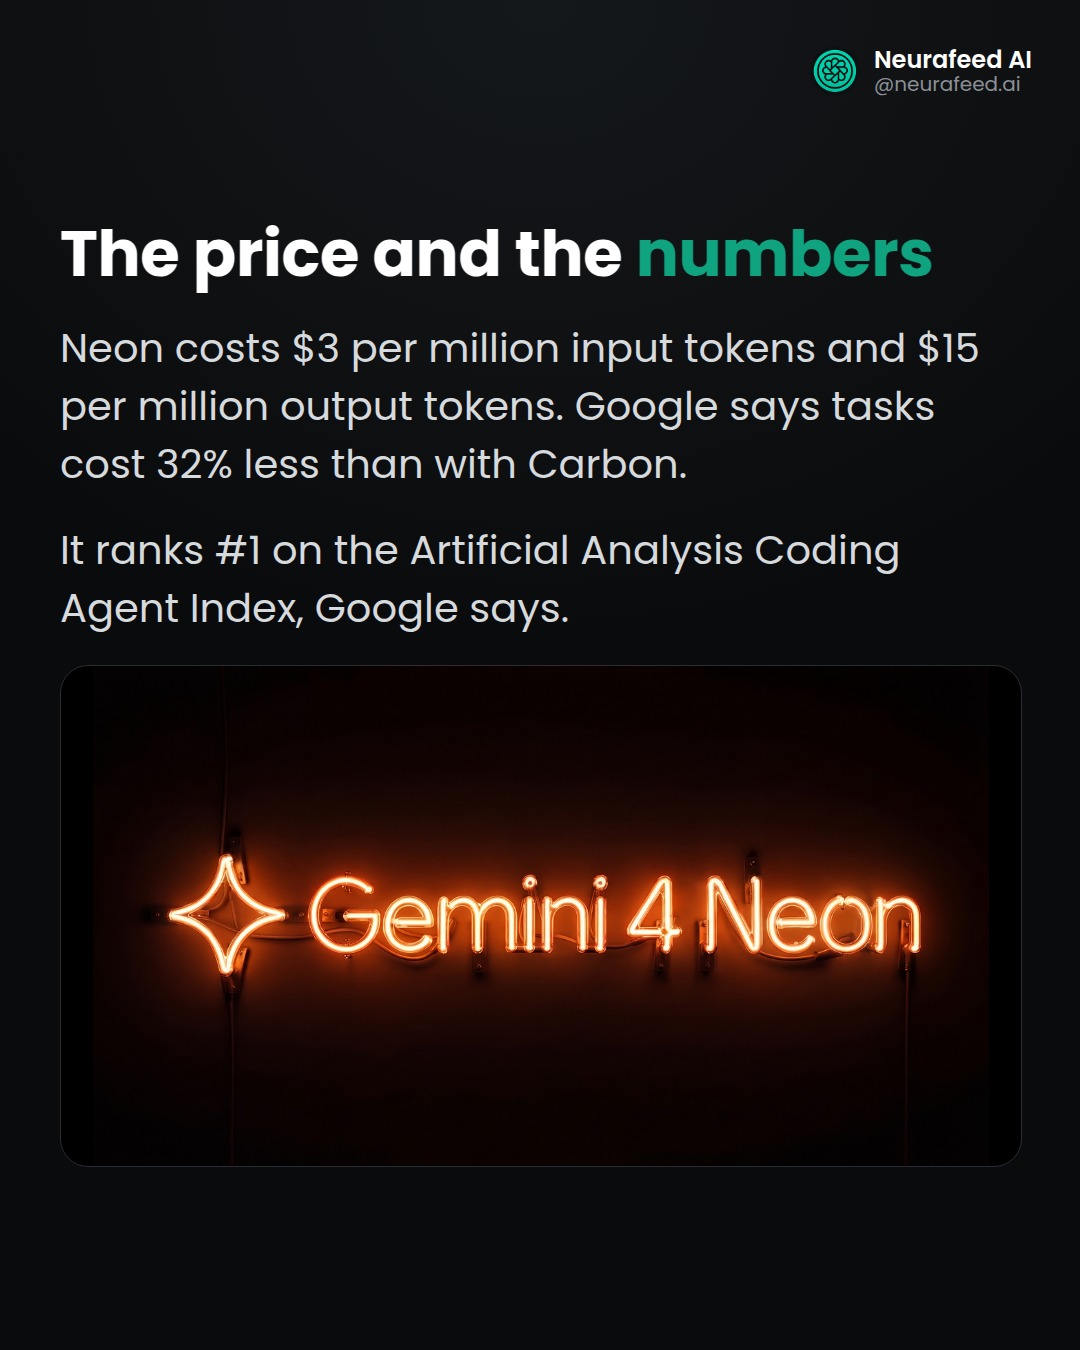 Neurafeed AI
@neurafeed.ai
The price and the numbers
Neon costs $3 per million input tokens and $15
per million output tokens. Google says tasks
cost 32% less than with Carbon.
It ranks #1 on the Artificial Analysis Coding
Agent Index, Google says.
Gemini 4 Neon